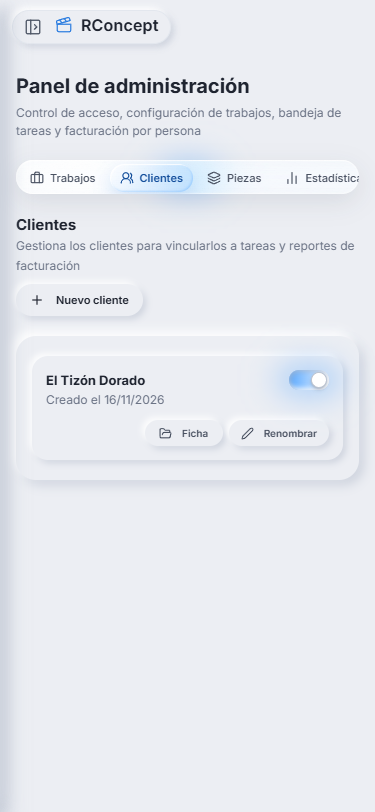 RConcept
Panel de administración
Control de acceso, configuración de trabajos, bandeja de
tareas y facturación por persona
Trabajos
Clientes
Piezas
Estadística
Clientes
Gestiona los clientes para vincularlos a tareas y reportes de
facturación
Nuevo cliente
El Tizón Dorado
Creado el 16/11/2026
Ficha
Renombrar